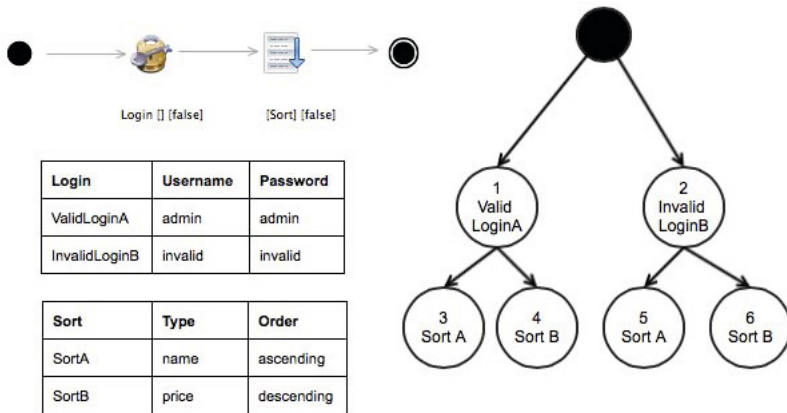 Login [] [false]
[Sort] [false]
Login Username Password
ValidLoginA admin admin
InvalidLoginB invalid invalid
Sort Type Order
SortA name ascending
SortB price descending
1
Valid
LoginA
2
Invalid
LoginB
3
Sort A
4
Sort B
5
Sort A
6
Sort B